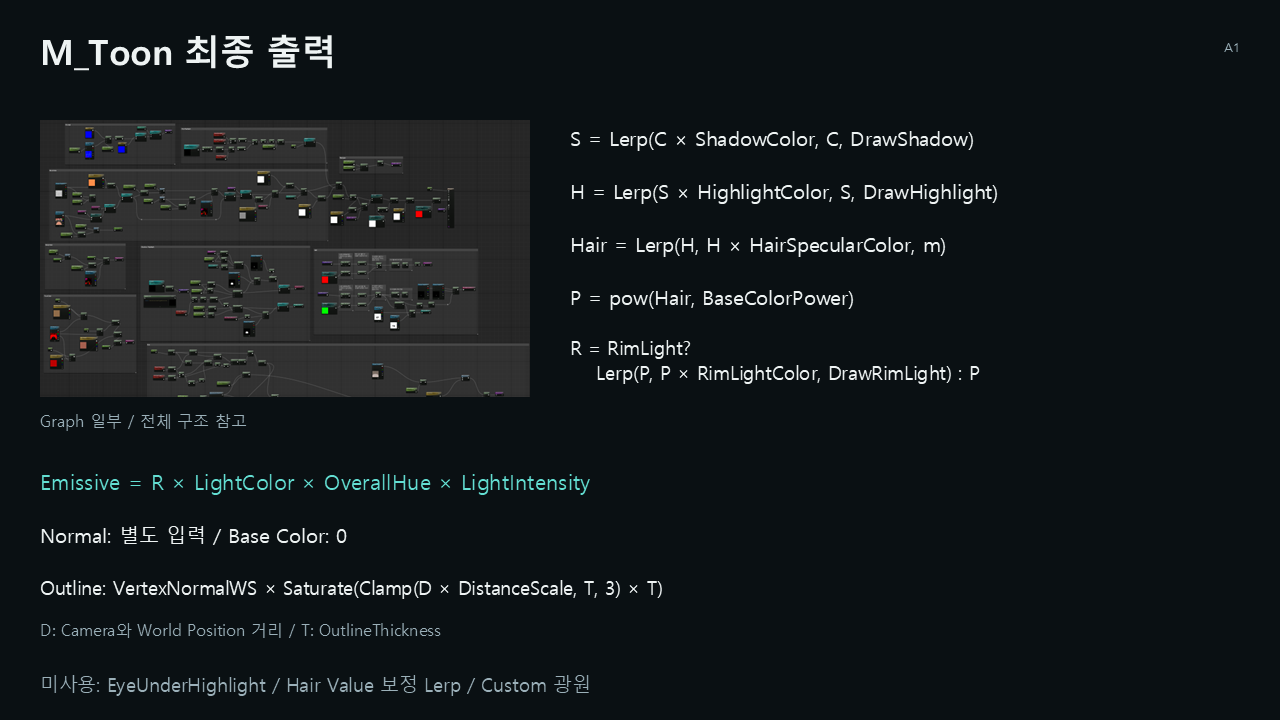 M_Toon 최종 출력
A1
S = Lerp(C × ShadowColor, C, DrawShadow)
H = Lerp(S × HighlightColor, S, DrawHighlight)
Hair = Lerp(H, H × HairSpecularColor, m)
P = pow(Hair, BaseColorPower)
R = RimLight?
Lerp(P, P × RimLightColor, DrawRimLight) : P
Graph 일부 / 전체 구조 참고
Emissive = R × LightColor × OverallHue × LightIntensity
Normal: 별도 입력 / Base Color: 0
Outline: VertexNormalWS × Saturate(Clamp(D × DistanceScale, T, 3) × T)
D: Camera와 World Position 거리 / T: OutlineThickness
미사용: EyeUnderHighlight / Hair Value 보정 Lerp / Custom 광원